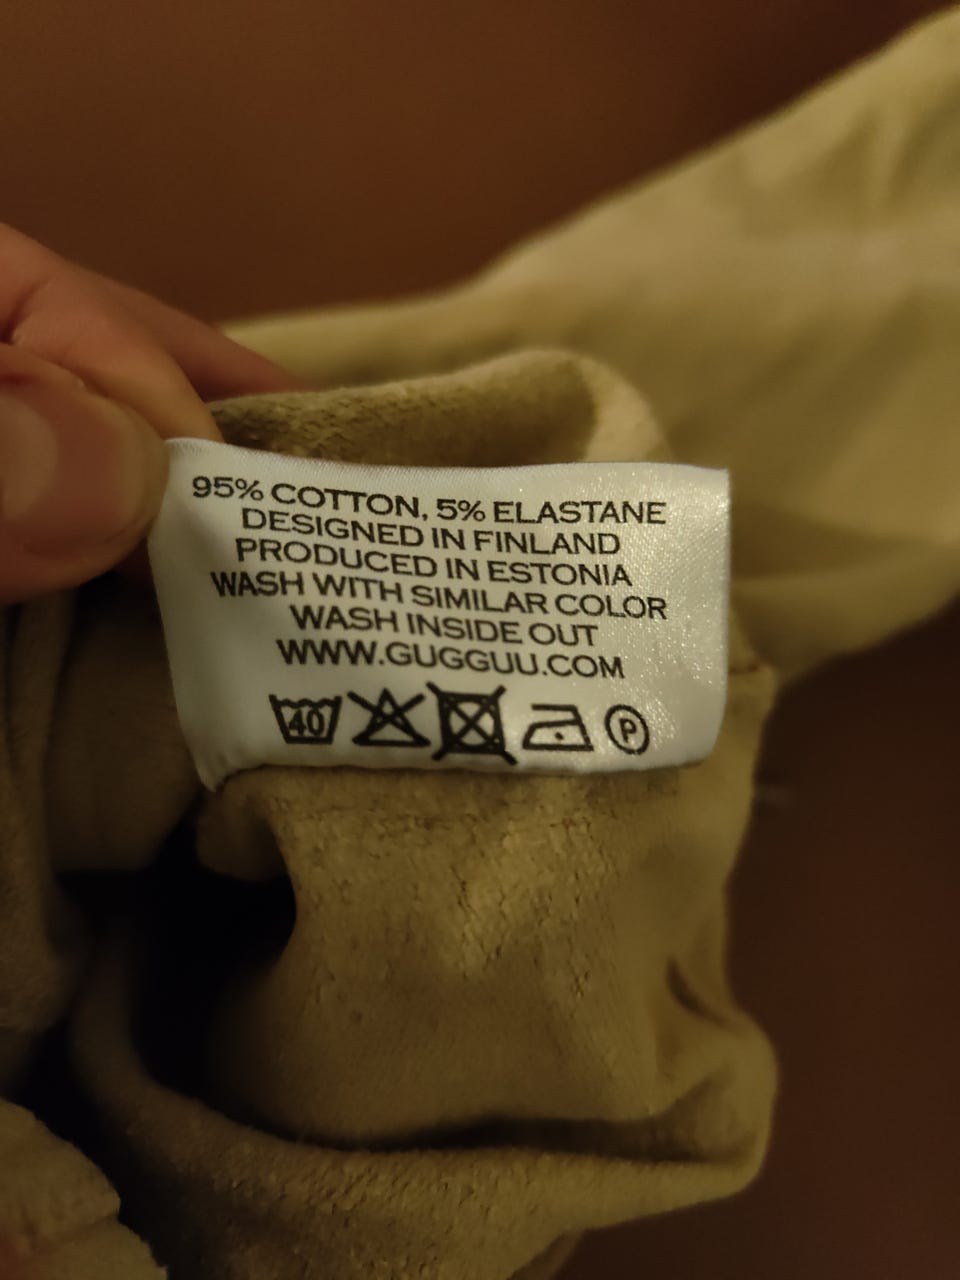 95% COTTON, 5% ELASTANE
DESIGNED IN FINLAND
PRODUCED IN ESTONIA
WASH WITH SIMILAR COLOR
WASH INSIDE OUT
WWW.GUGGUU.COM
40 P